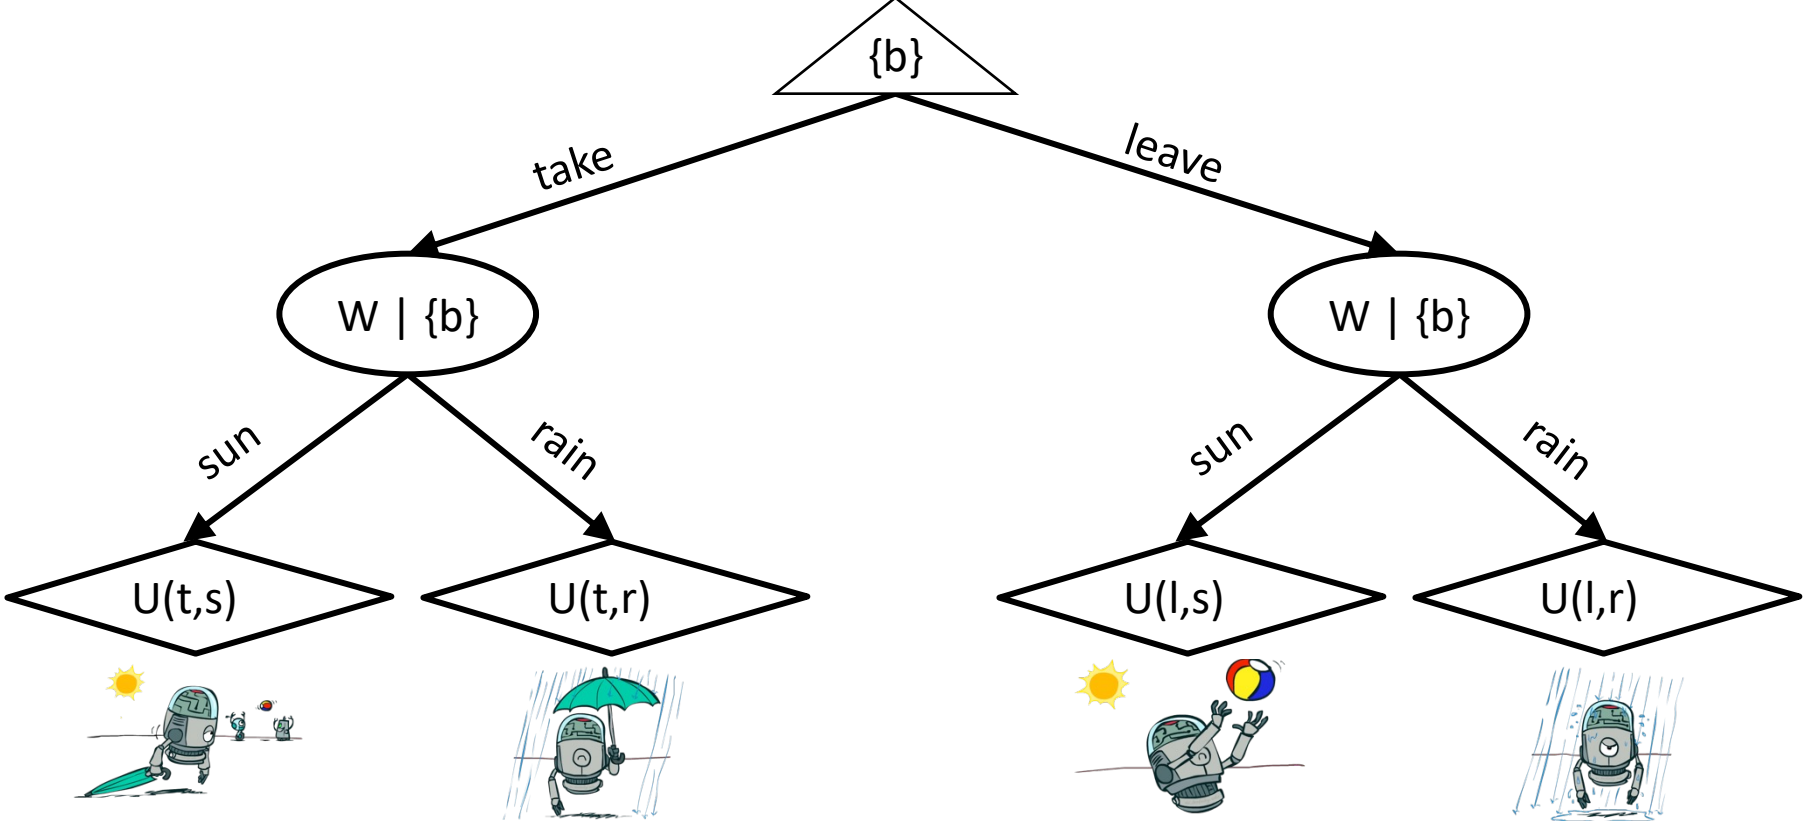 {b}
take
leave
W | {b}
W | {b}
sun
rain
sun
rain
U(t,s)
U(t,r)
U(l,s)
U(l,r)